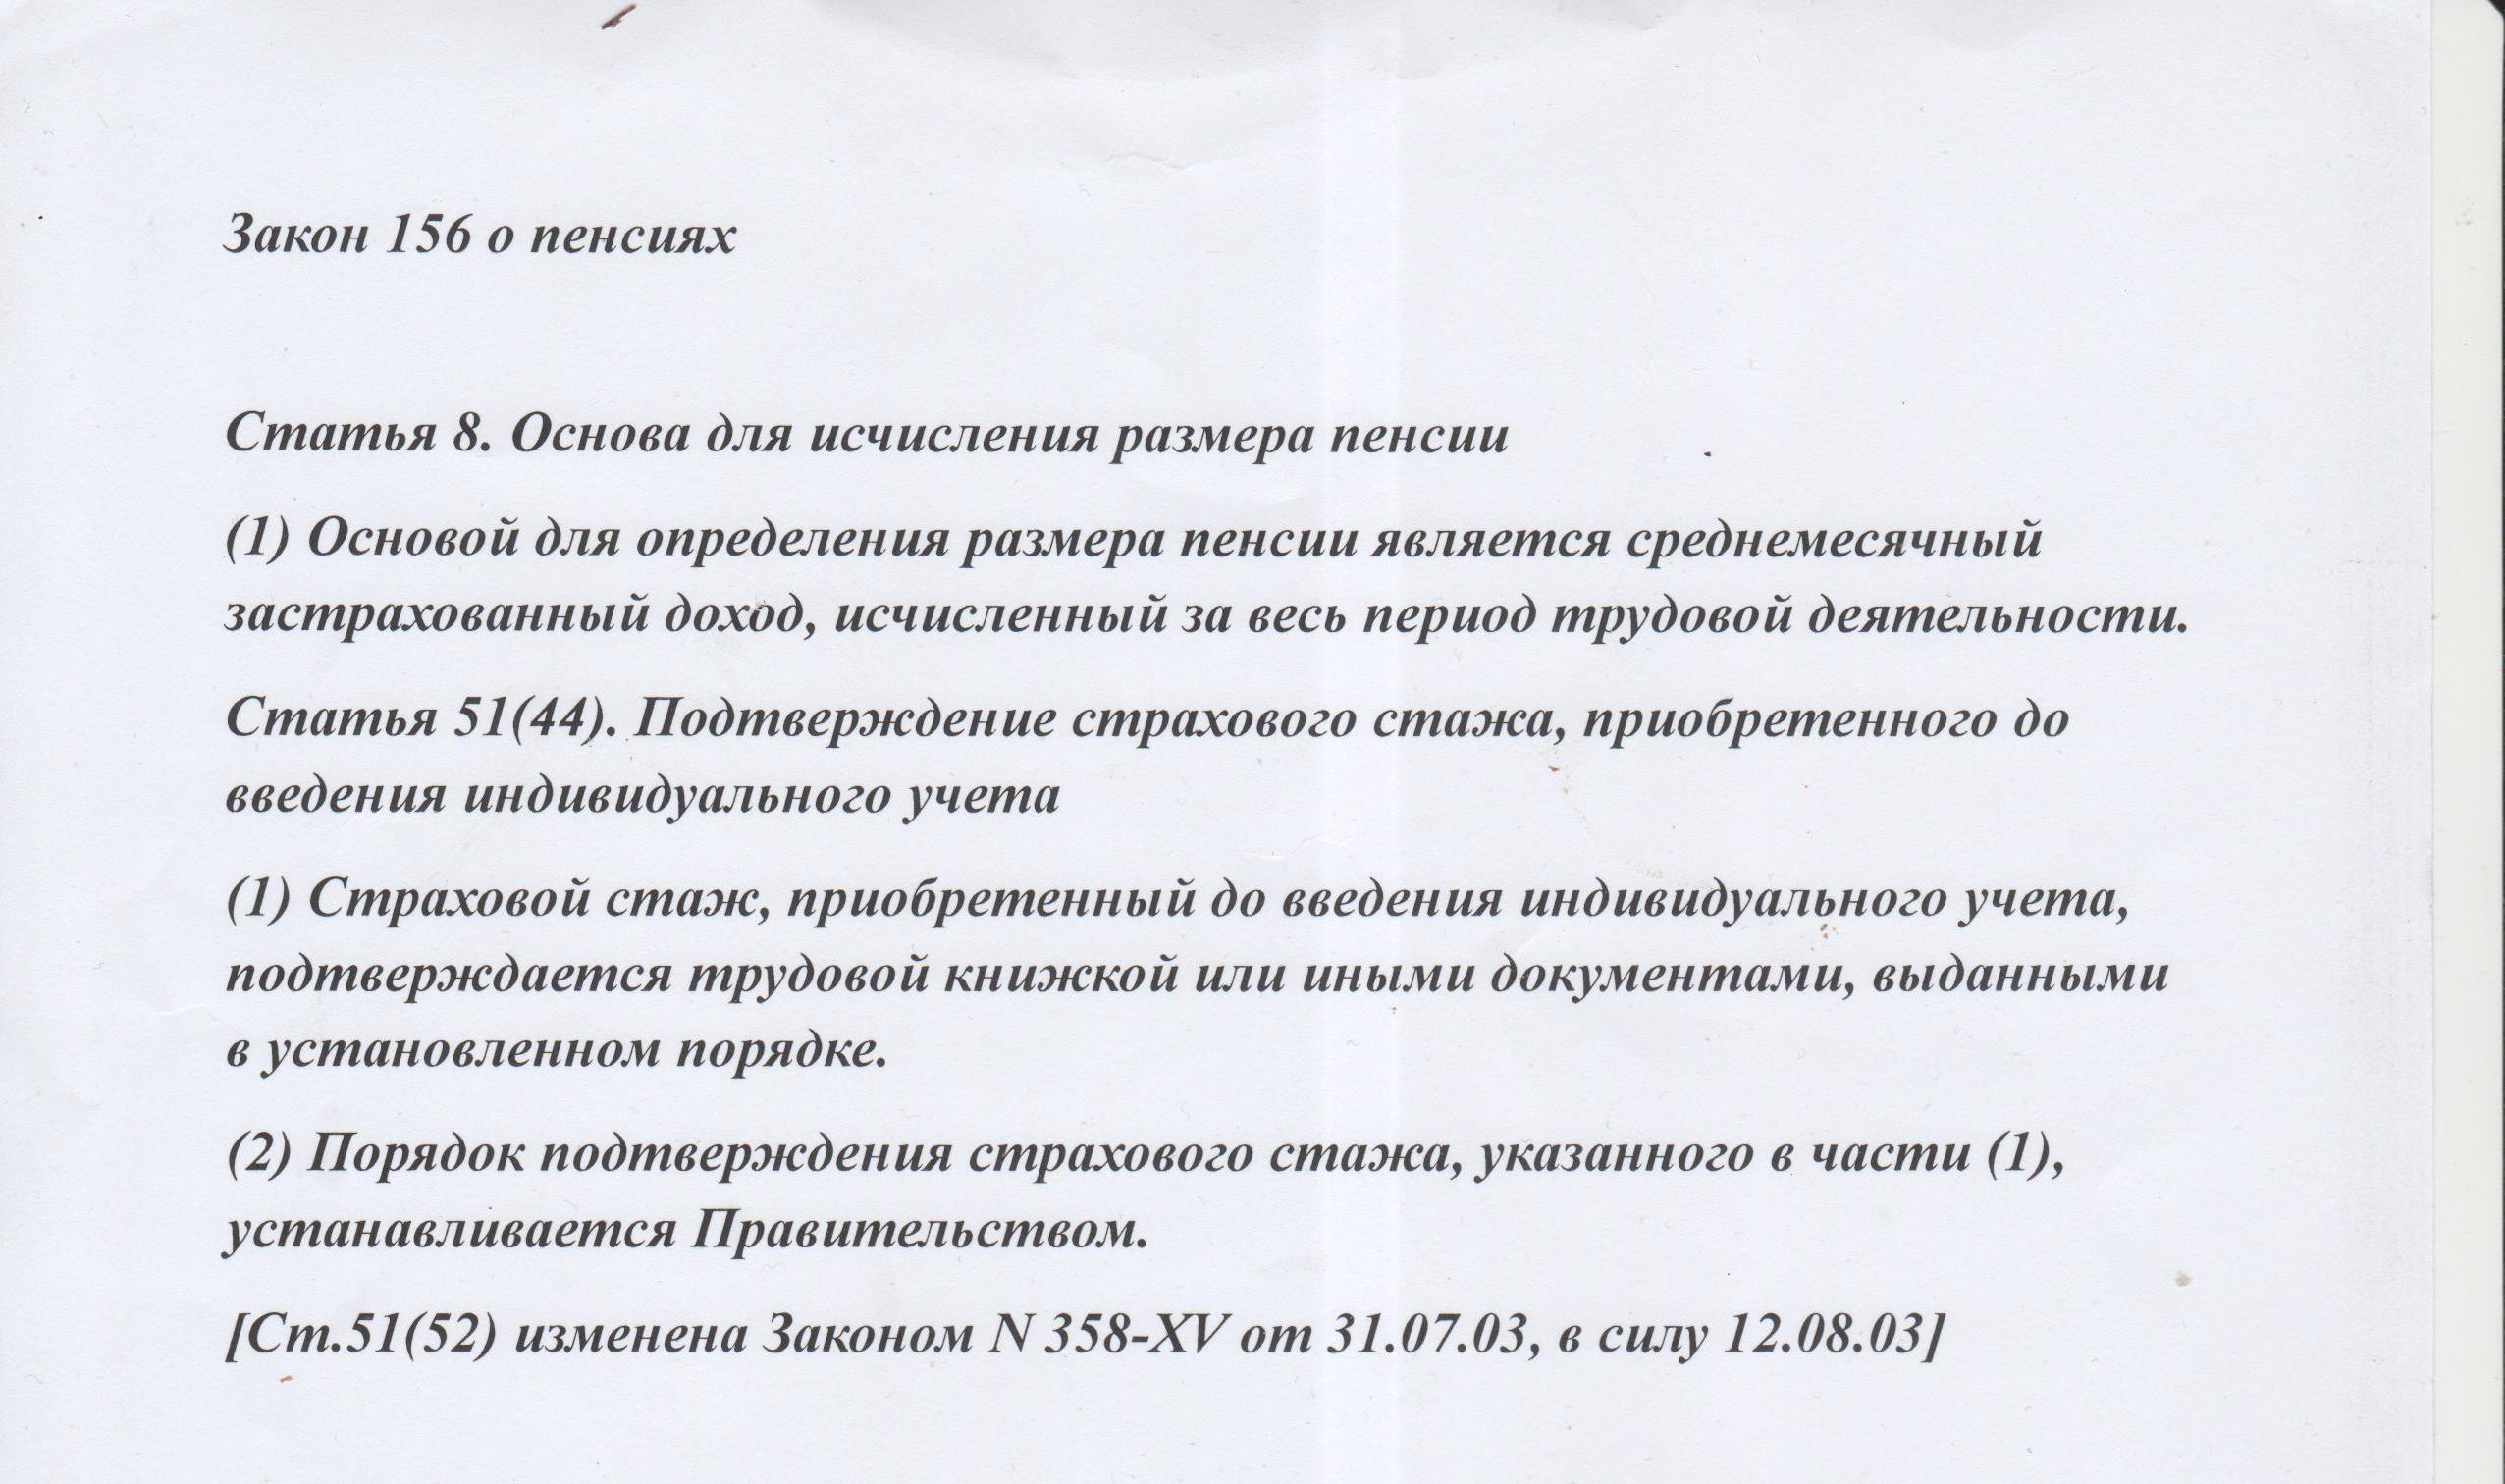 Закон 156 о пенсиях
Статья 8. Основа для исчисления размера пенсии
(1) Основой для определения размера пенсии является среднемесячный
застрахованный доход, исчисленный за весь период трудовой деятельности.
Статья 51(44). Подтверждение страхового стажа, приобретенного до
введения индивидуального учета
(1) Страховой стаж, приобретенный до введения индивидуального учета,
подтверждается трудовой книжкой или иными документами, выданными
в установленном порядке.
(2) Порядок подтверждения страхового стажа, указанного в части (1),
устанавливается Правительством.
[Ст.51(52) изменена Законом N 358-XV от 31.07.03, в силу 12.08.03]